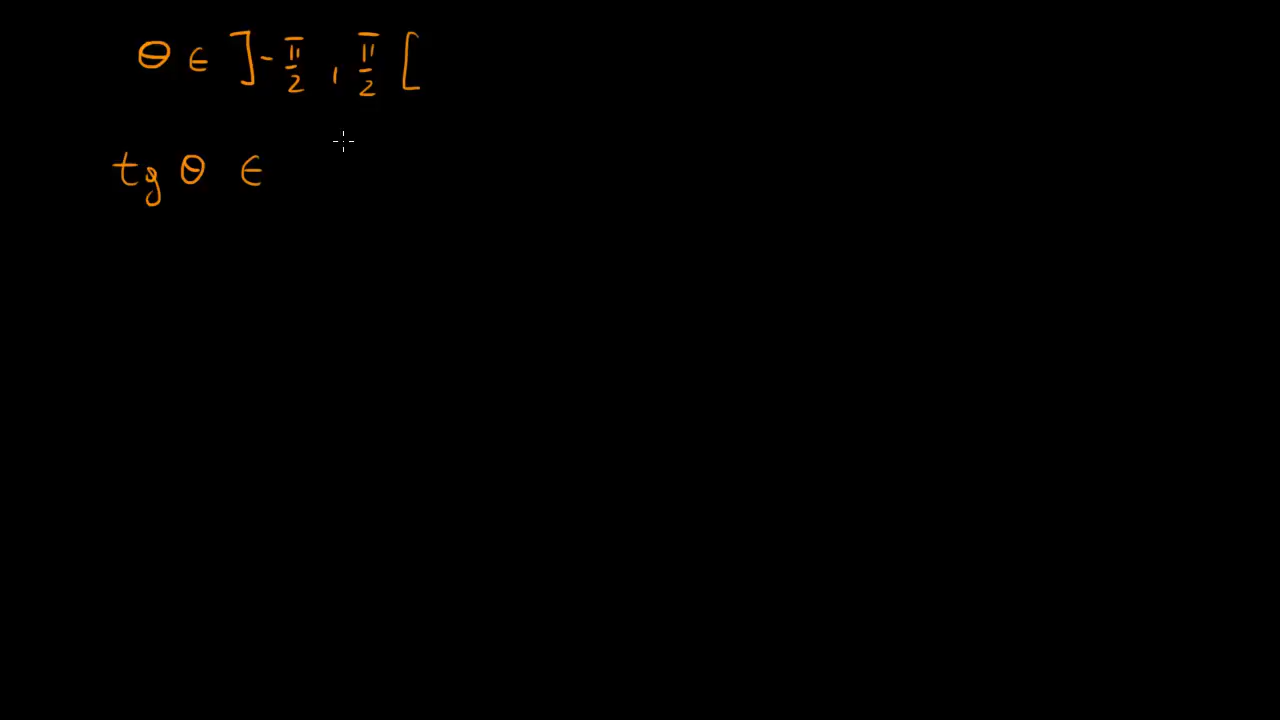 θ ∈ ]-π/2 , π/2 [
tg θ ∈